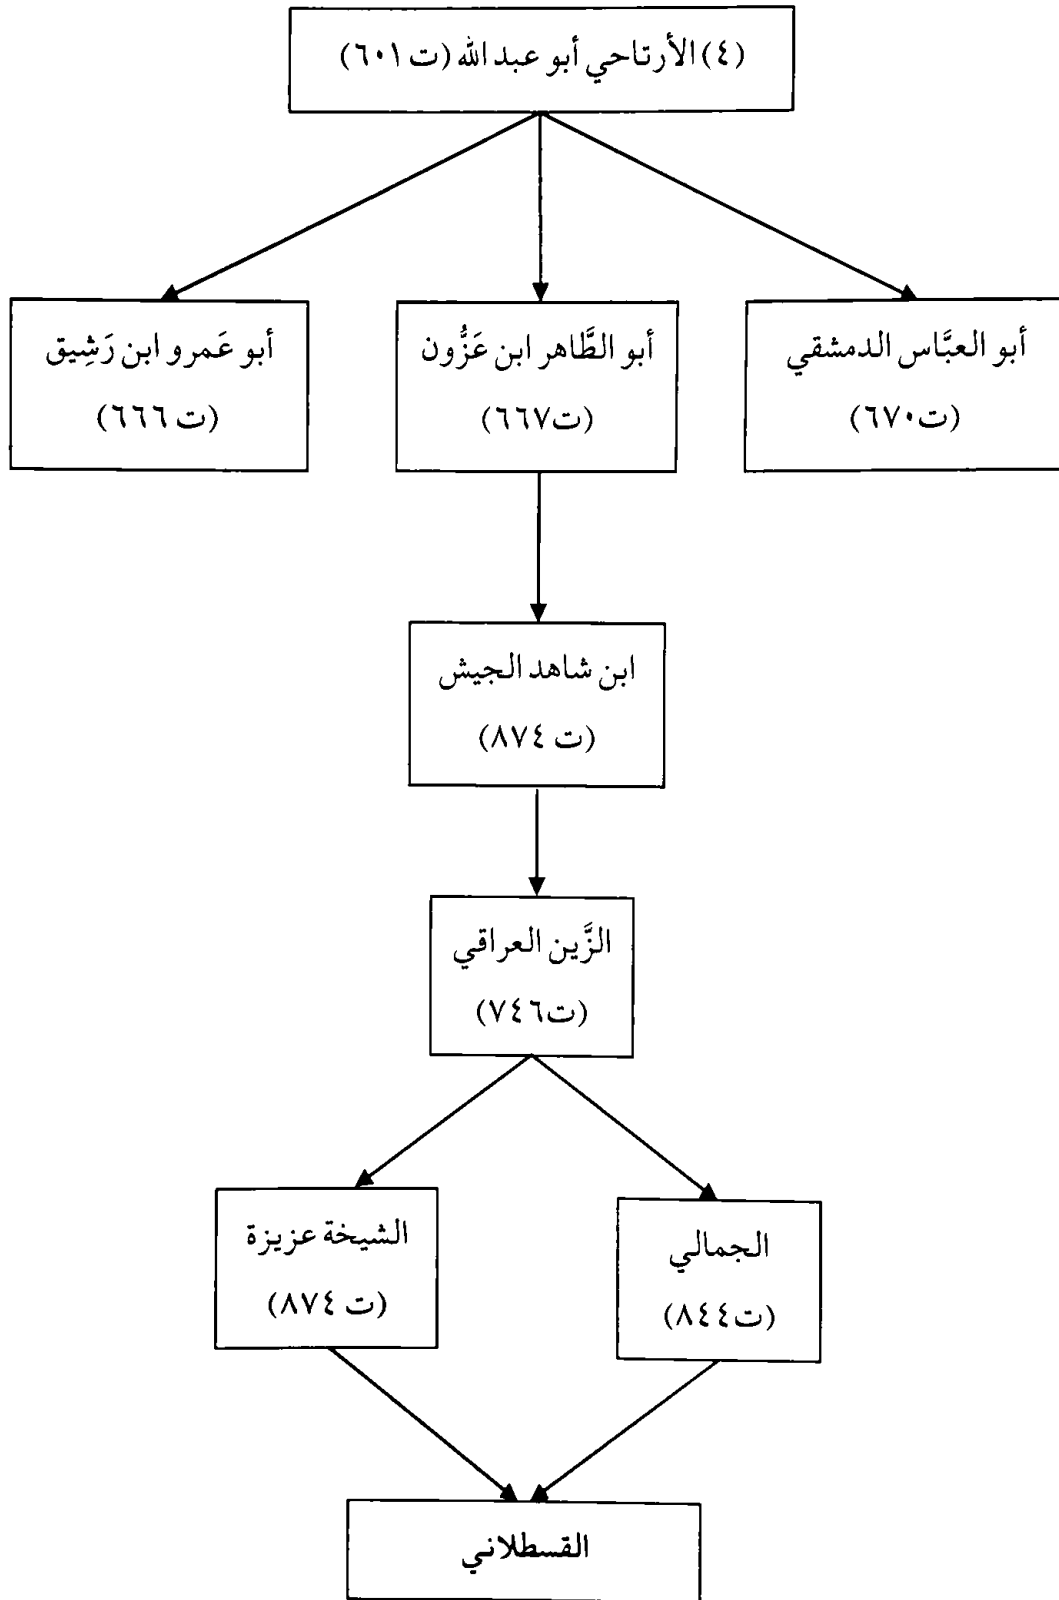 (٤) الأرتاحي أبو عبد الله (ت ٦٠١)
أبو العبَّاس الدمشقي
(ت٦٧٠)
أبو الطَّاهر ابن عَزُّون
(ت٦٦٧)
أبو عَمرو ابن رَشِيق
(ت ٦٦٦)
ابن شاهد الجيش
(ت ٨٧٤)
الزَّين العراقي
(ت٧٤٦)
الجمالي
(ت٨٤٤)
الشيخة عزيزة
(ت ٨٧٤)
القسطلاني